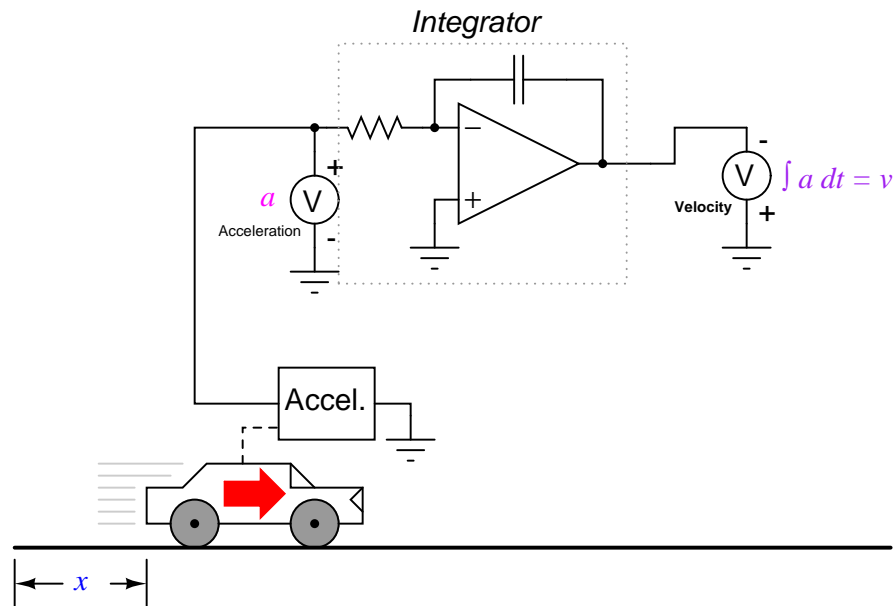 Integrator
a
Acceleration
+
V
-
−
+
-
V
+
Velocity
∫ a dt = v
Accel.
x